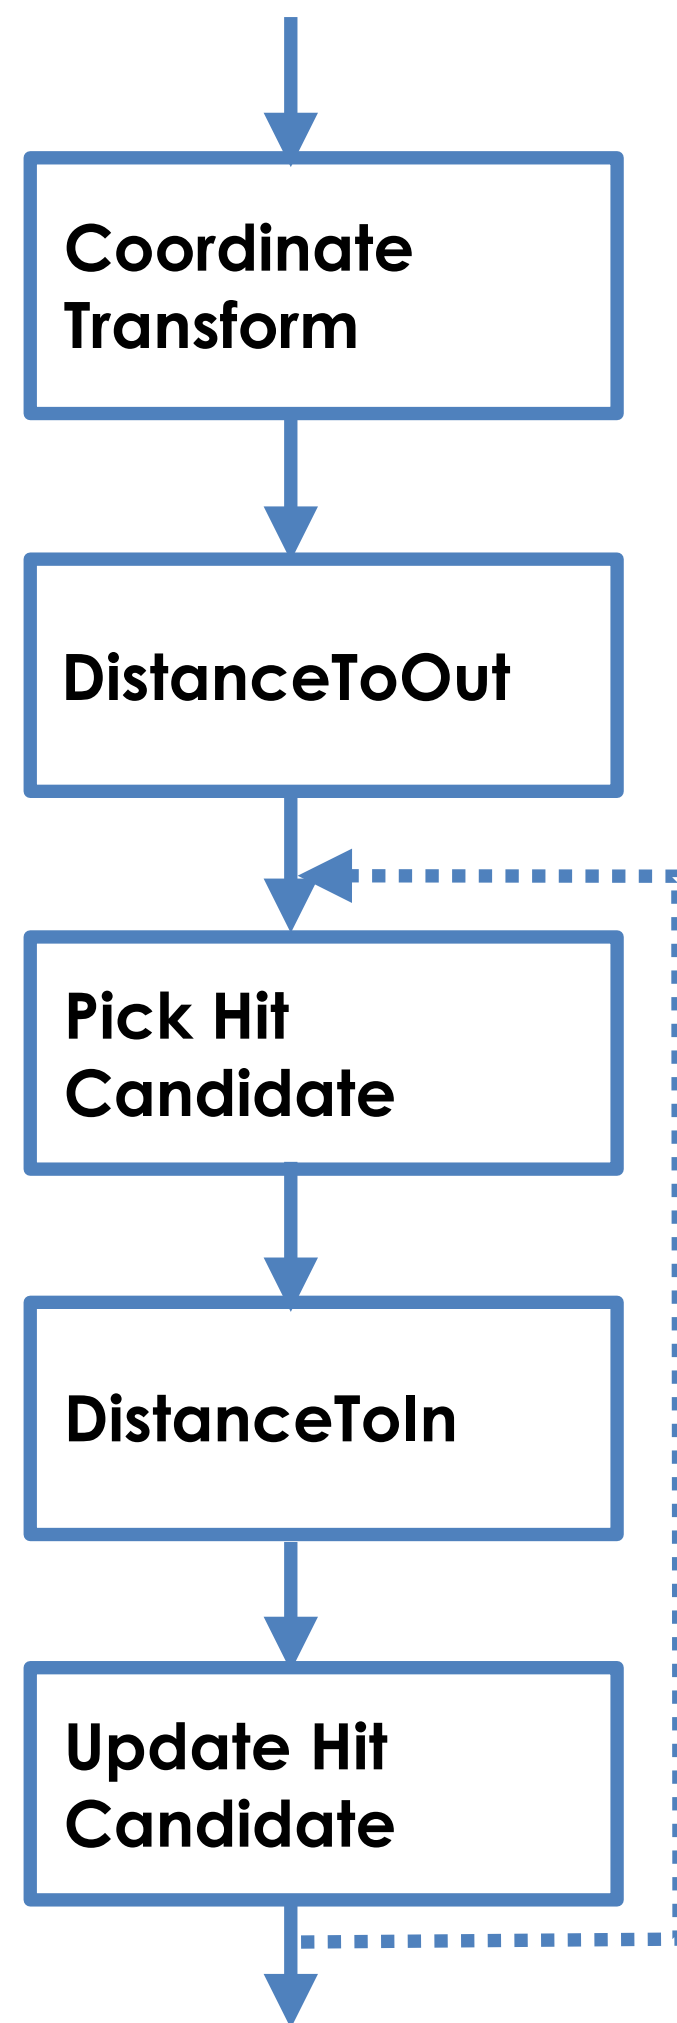 Coordinate
Transform
DistanceToOut
Pick Hit
Candidate
DistanceToIn
Update Hit
Candidate